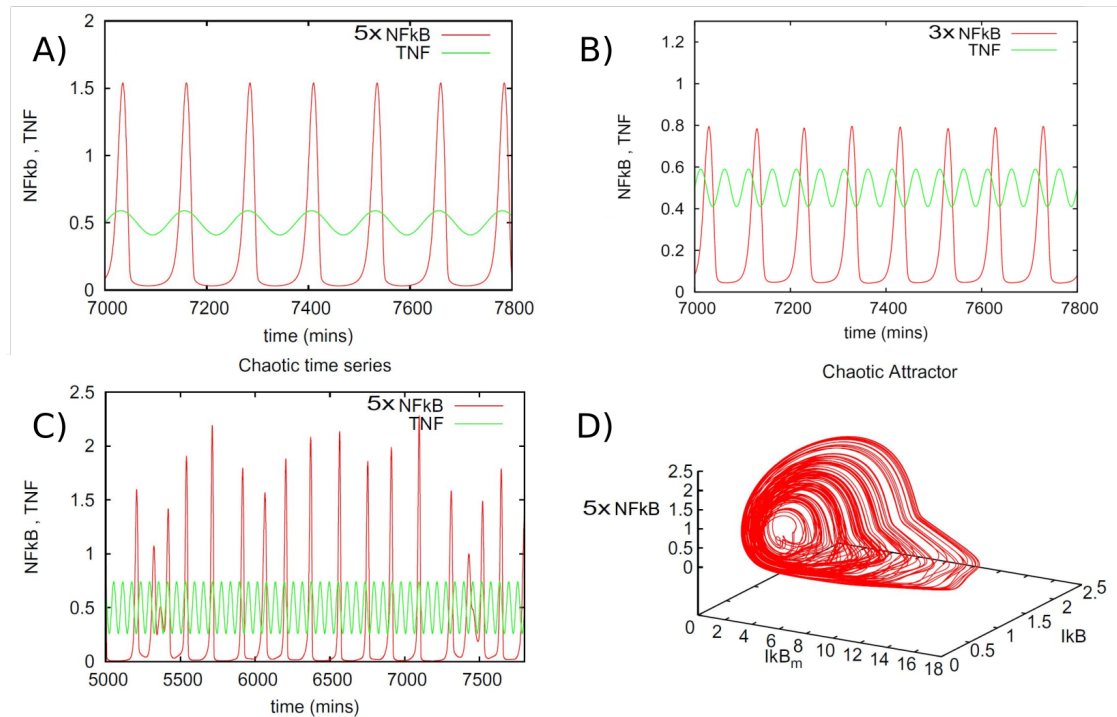 A)
2
1.5
1
0.5
0
NFkb , TNF
5x NFkB
TNF
7000 7200 7400 7600 7800
time (mins)
B)
1.2
1
0.8
0.6
0.4
0.2
0
NFkB , TNF
3x NFkB
TNF
7000 7200 7400 7600 7800
time (mins)
Chaotic time series
C)
2.5
2
1.5
1
0.5
0
NFkB , TNF
5x NFkB
TNF
5000 5500 6000 6500 7000 7500
time (mins)
Chaotic Attractor
D)
2.5
2
1.5
1
0.5
0
5x NFkB
0 2 4 6 8 10 12 14 16 18
IkBm
0 0.5 1 1.5 2 2.5
IkB